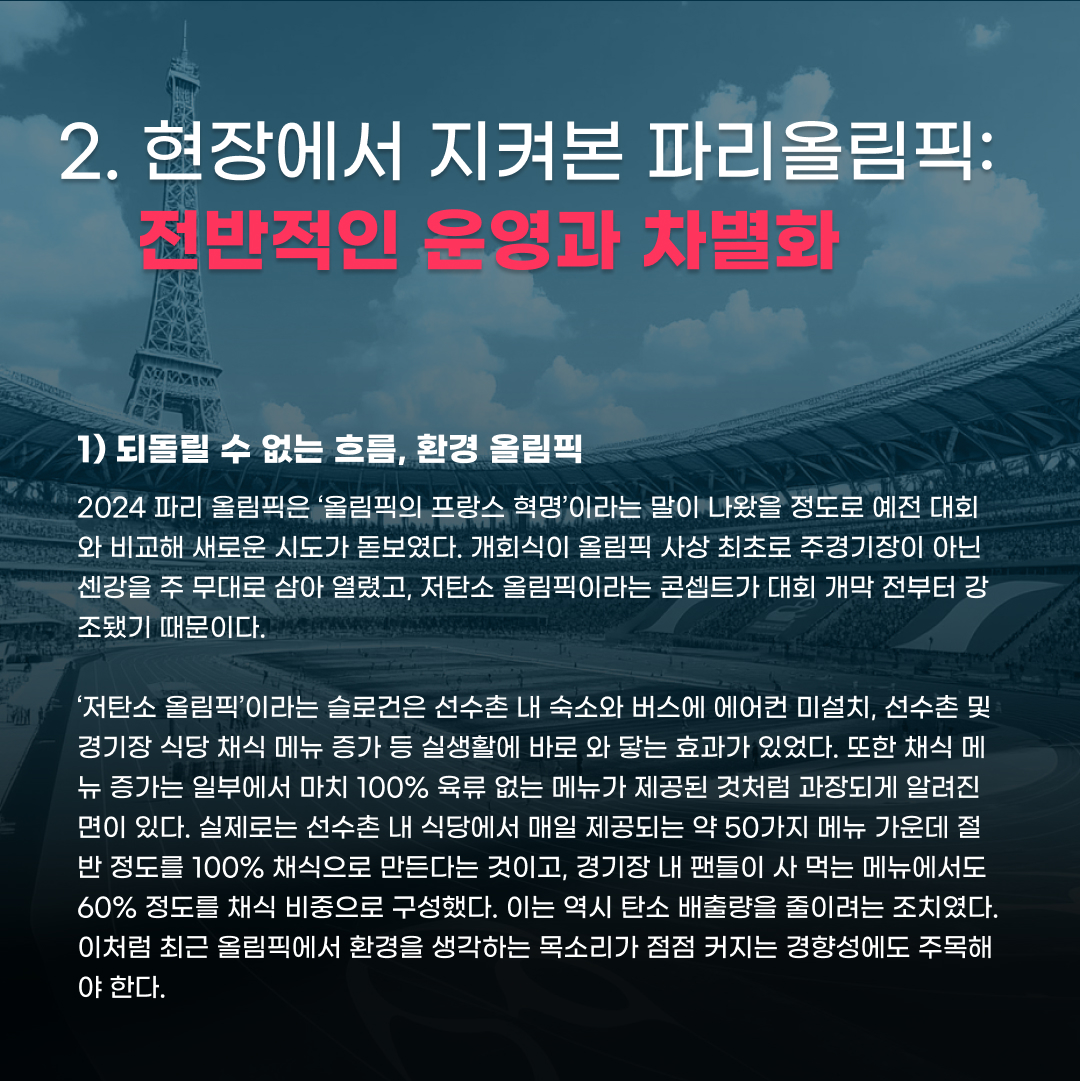 2. 현장에서 지켜본 파리올림픽:
전반적인 운영과 차별화
1) 되돌릴 수 없는 흐름, 환경 올림픽
2024 파리 올림픽은 ‘올림픽의 프랑스 혁명’이라는 말이 나왔을 정도로 예전 대회
와 비교해 새로운 시도가 돋보였다. 개회식이 올림픽 사상 최초로 주경기장이 아닌
센강을 주 무대로 삼아 열렸고, 저탄소 올림픽이라는 콘셉트가 대회 개막 전부터 강
조됐기 때문이다.
‘저탄소 올림픽’이라는 슬로건은 선수촌 내 숙소와 버스에 에어컨 미설치, 선수촌 및
경기장 식당 채식 메뉴 증가 등 실생활에 바로 와 닿는 효과가 있었다. 또한 채식 메
뉴 증가는 일부에서 마치 100% 육류 없는 메뉴가 제공된 것처럼 과장되게 알려진
면이 있다. 실제로는 선수촌 내 식당에서 매일 제공되는 약 50가지 메뉴 가운데 절
반 정도를 100% 채식으로 만든다는 것이고, 경기장 내 팬들이 사 먹는 메뉴에서도
60% 정도를 채식 비중으로 구성했다. 이는 역시 탄소 배출량을 줄이려는 조치였다.
이처럼 최근 올림픽에서 환경을 생각하는 목소리가 점점 커지는 경향성에도 주목해
야 한다.